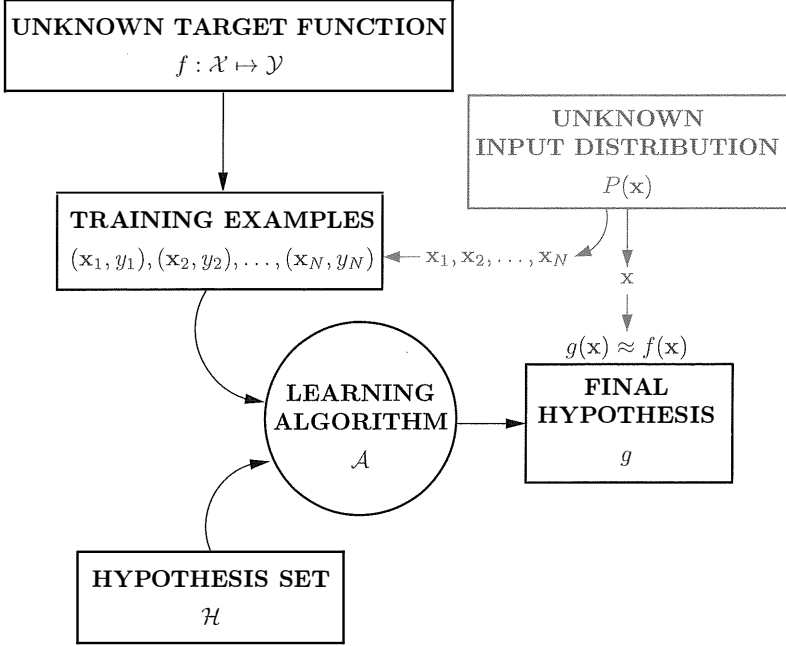 UNKNOWN TARGET FUNCTION
f : 𝒳 ↦ 𝒴
UNKNOWN
INPUT DISTRIBUTION
P(x)
TRAINING EXAMPLES
(x₁, y₁), (x₂, y₂), . . . , (x_N, y_N)
x₁, x₂, . . . , x_N
x
g(x) ≈ f(x)
LEARNING
ALGORITHM
𝒜
FINAL
HYPOTHESIS
g
HYPOTHESIS SET
ℋ